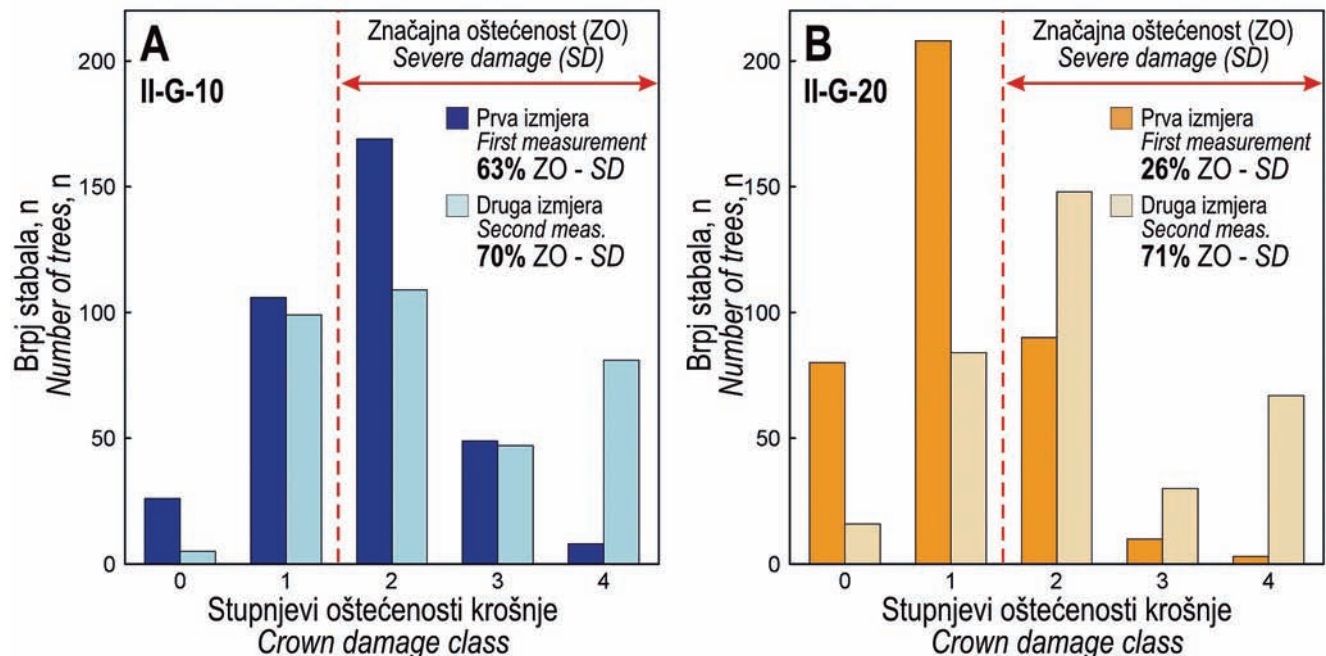 A
II-G-10
Značajna oštećenost (ZO)
Severe damage (SD)
Prva izmjera
First measurement
63% ZO - SD
Druga izmjera
Second meas.
70% ZO - SD
Brpj stabala, n
Number of trees, n
200
150
100
50
0
0 1 2 3 4
Stupnjevi oštećenosti krošnje
Crown damage class
B
II-G-20
Značajna oštećenost (ZO)
Severe damage (SD)
Prva izmjera
First measurement
26% ZO - SD
Druga izmjera
Second meas.
71% ZO - SD
Brpj stabala, n
Number of trees, n
200
150
100
50
0
0 1 2 3 4
Stupnjevi oštećenosti krošnje
Crown damage class